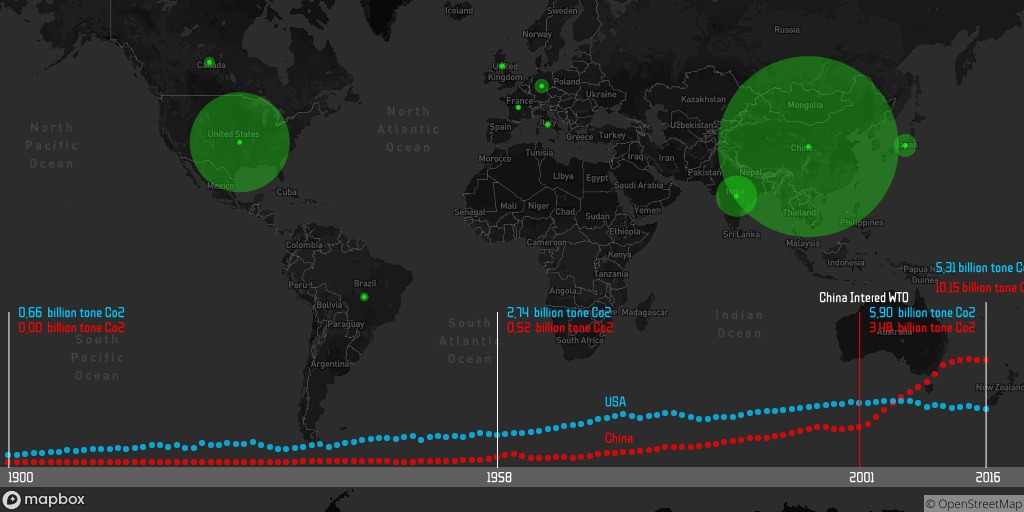 Iceland
Sweden
Norway
Russia
Canada
United
Kingdom
Poland
Ukraine
Kazakhstan
Mongolia
France
North
Atlantic
Ocean
North
Pacific
Ocean
United States
Spain
Italy
Greece
Turkey
Uzbekistan
China
Japan
Morocco
Tunisia
Iraq
Iran
Pakistan
Nepal
Libya
Egypt
Saudi Arabia
India
Mexico
Cuba
Mali
Niger
Chad
Sudan
Yemen
Thailand
Philippines
Senegal
Ethiopia
Sri Lanka
Cameroon
Malaysia
Colombia
Kenya
Indonesia
Papua N
Guinea
Tanzania
Peru
Brazil
Angola
Bolivia
Madagascar
Paraguay
Indian
Ocean
South
Atlantic
Ocean
South Africa
Australia
South
Pacific
Ocean
Argentina
New Zealand
5,31 billion tone Co
10,15 billion tone C
China Intered WTO
0,66 billion tone Co2
0,00 billion tone Co2
2,74 billion tone Co2
0,52 billion tone Co2
5,90 billion tone Co2
3,48 billion tone Co2
USA
China
1900
1958
2001
2016
mapbox
© OpenStreetMap